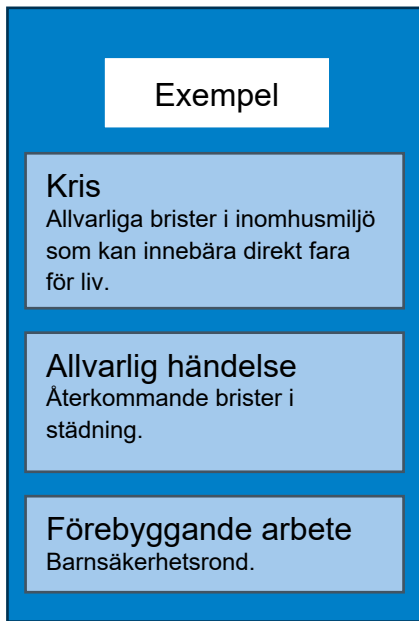 Exempel
Kris
Allvarliga brister i inomhusmiljö
som kan innebära direkt fara
för liv.
Allvarlig händelse
Återkommande brister i
städning.
Förebyggande arbete
Barnsäkerhetsrond.